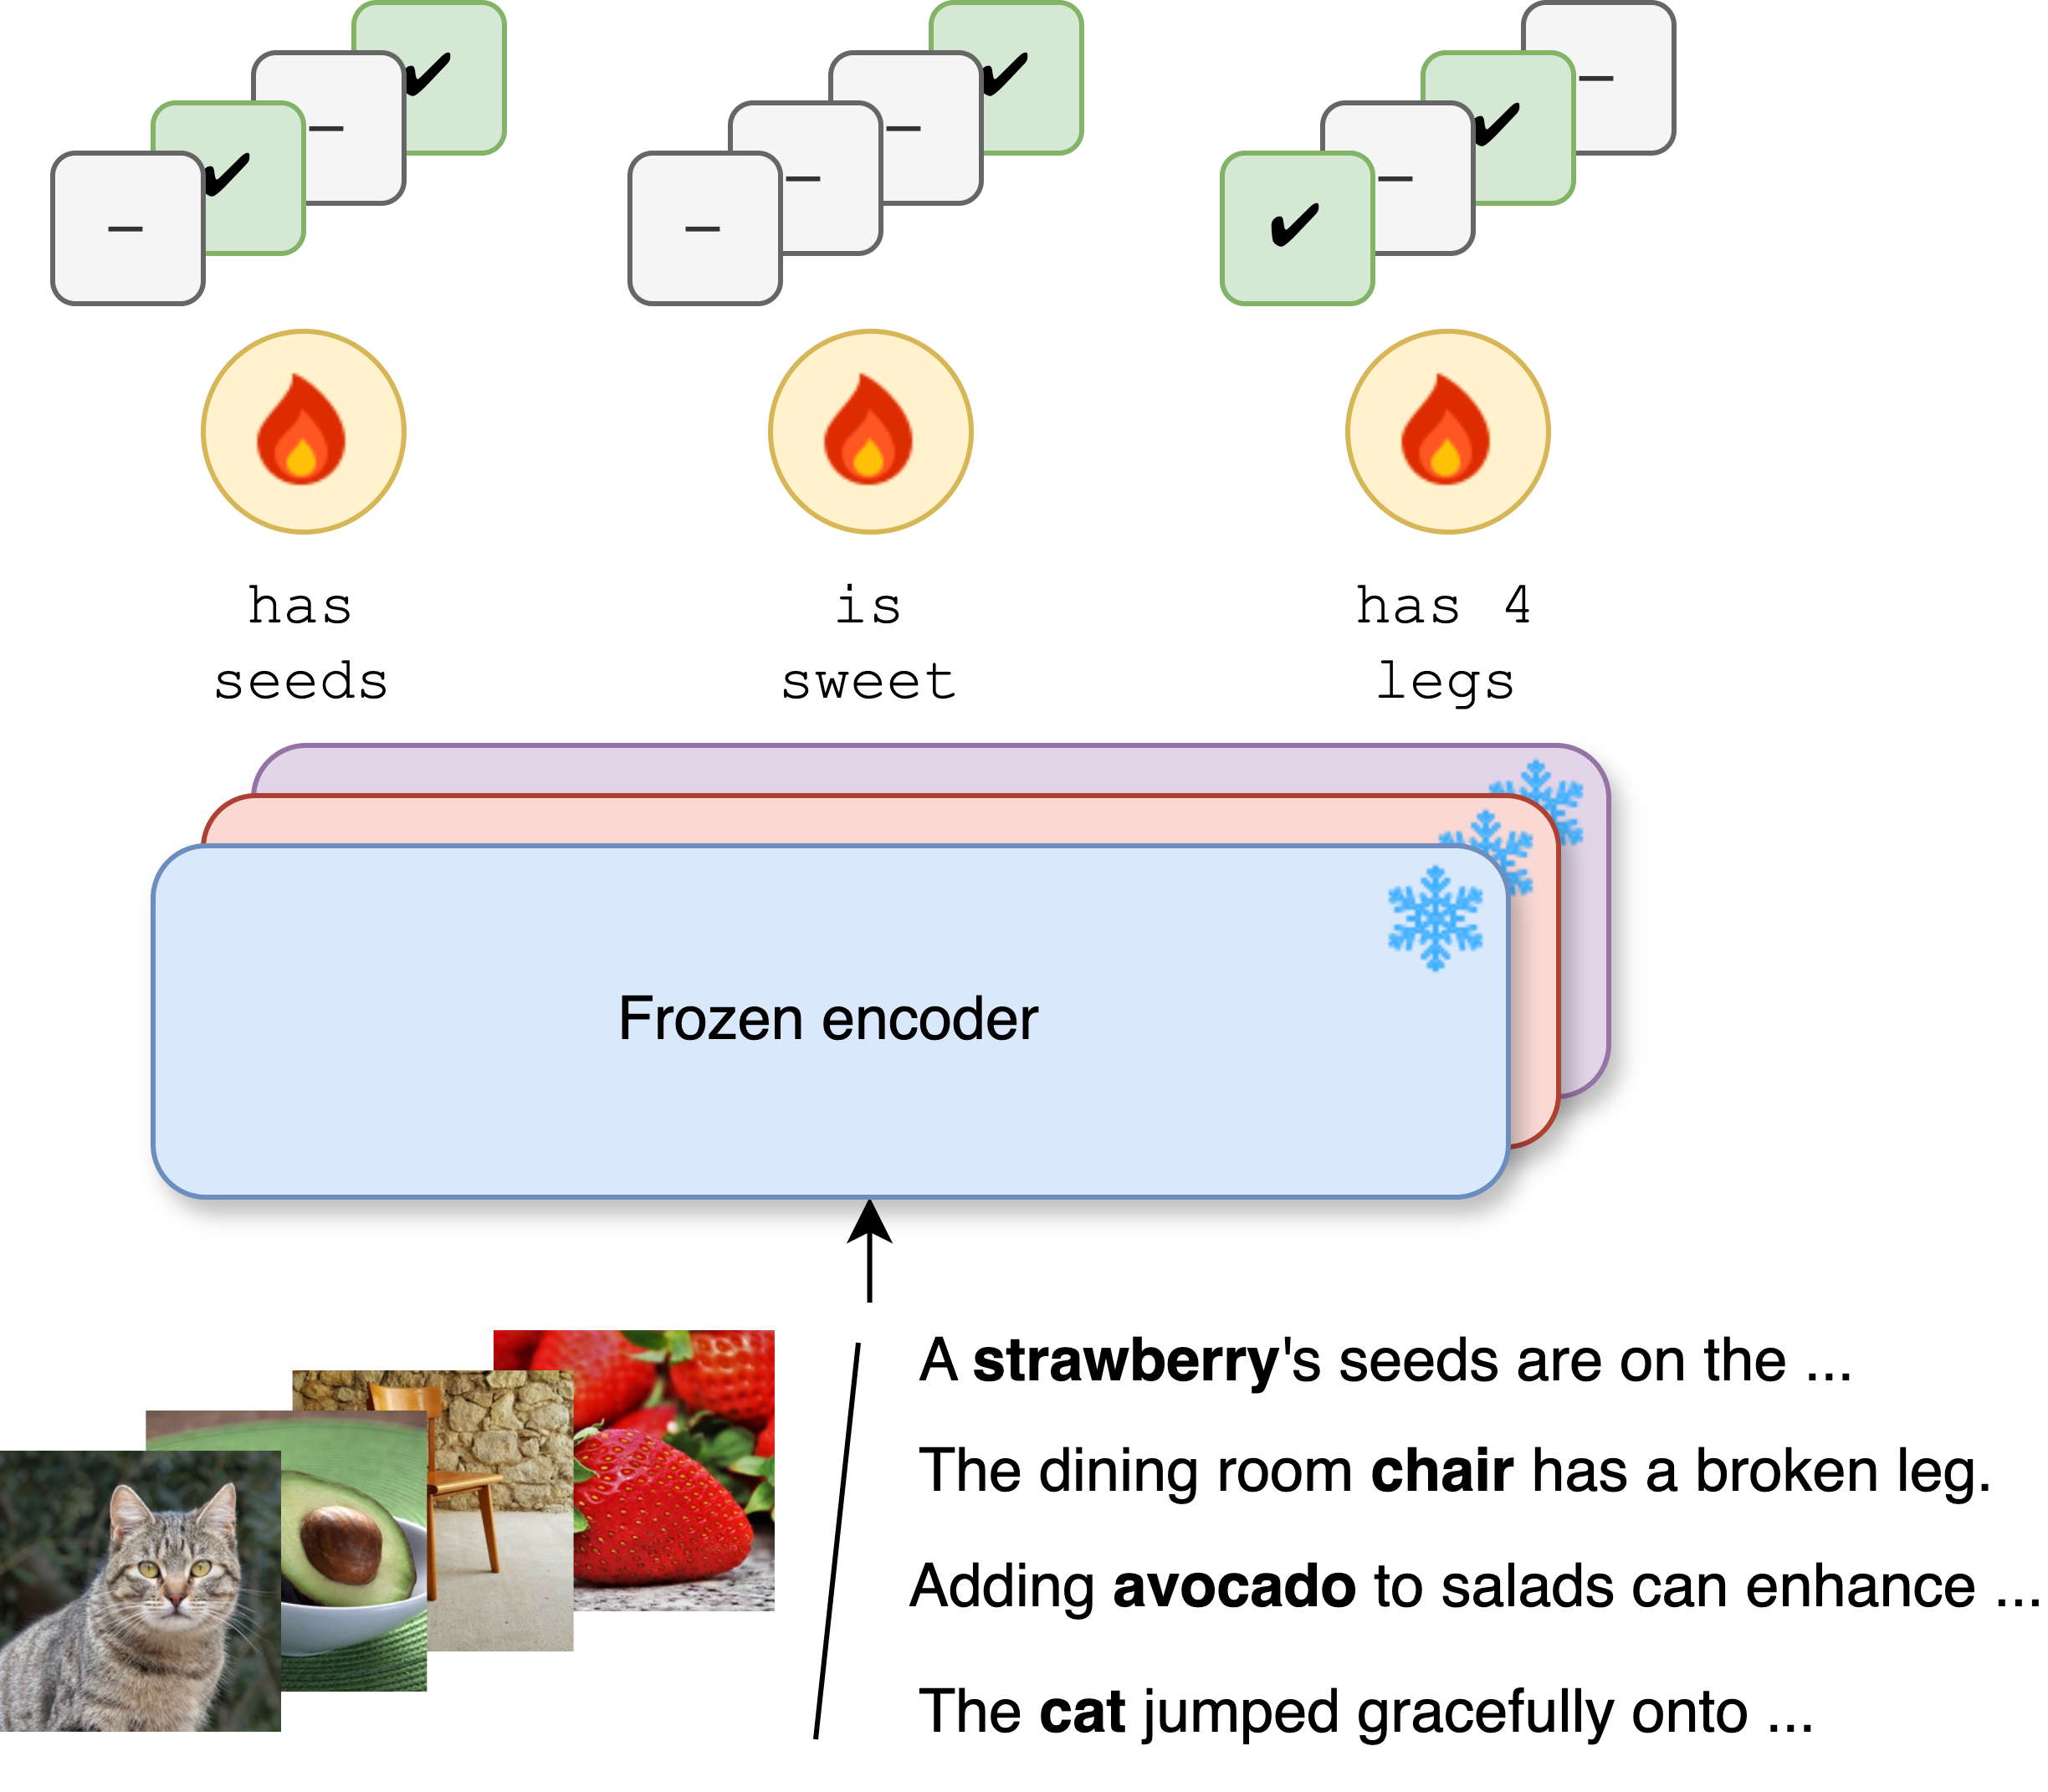 has
seeds
is
sweet
has 4
legs
Frozen encoder
A strawberry's seeds are on the ...
The dining room chair has a broken leg.
Adding avocado to salads can enhance ...
The cat jumped gracefully onto ...